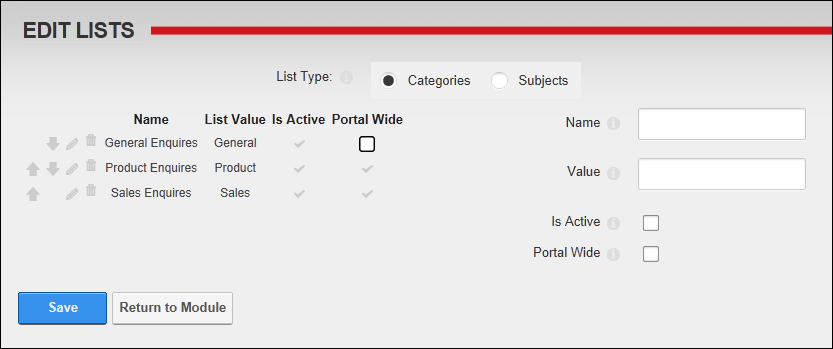 EDIT LISTS
List Type: Categories Subjects
Name List Value Is Active Portal Wide
General Enquires General
Product Enquires Product
Sales Enquires Sales
Name
Value
Is Active
Portal Wide
Save Return to Module